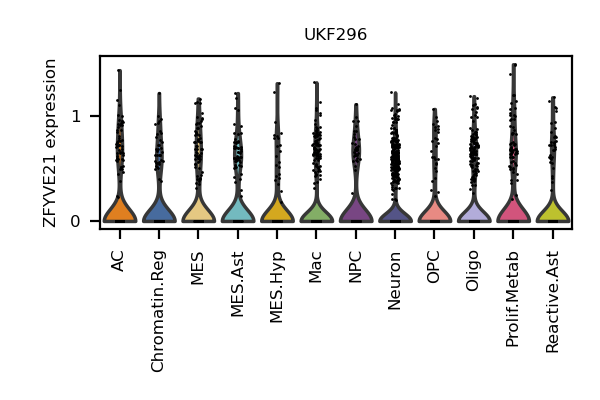 UKF296
ZFYVE21 expression
1
0
AC
Chromatin.Reg
MES
MES.Ast
MES.Hyp
Mac
NPC
Neuron
OPC
Oligo
Prolif.Metab
Reactive.Ast